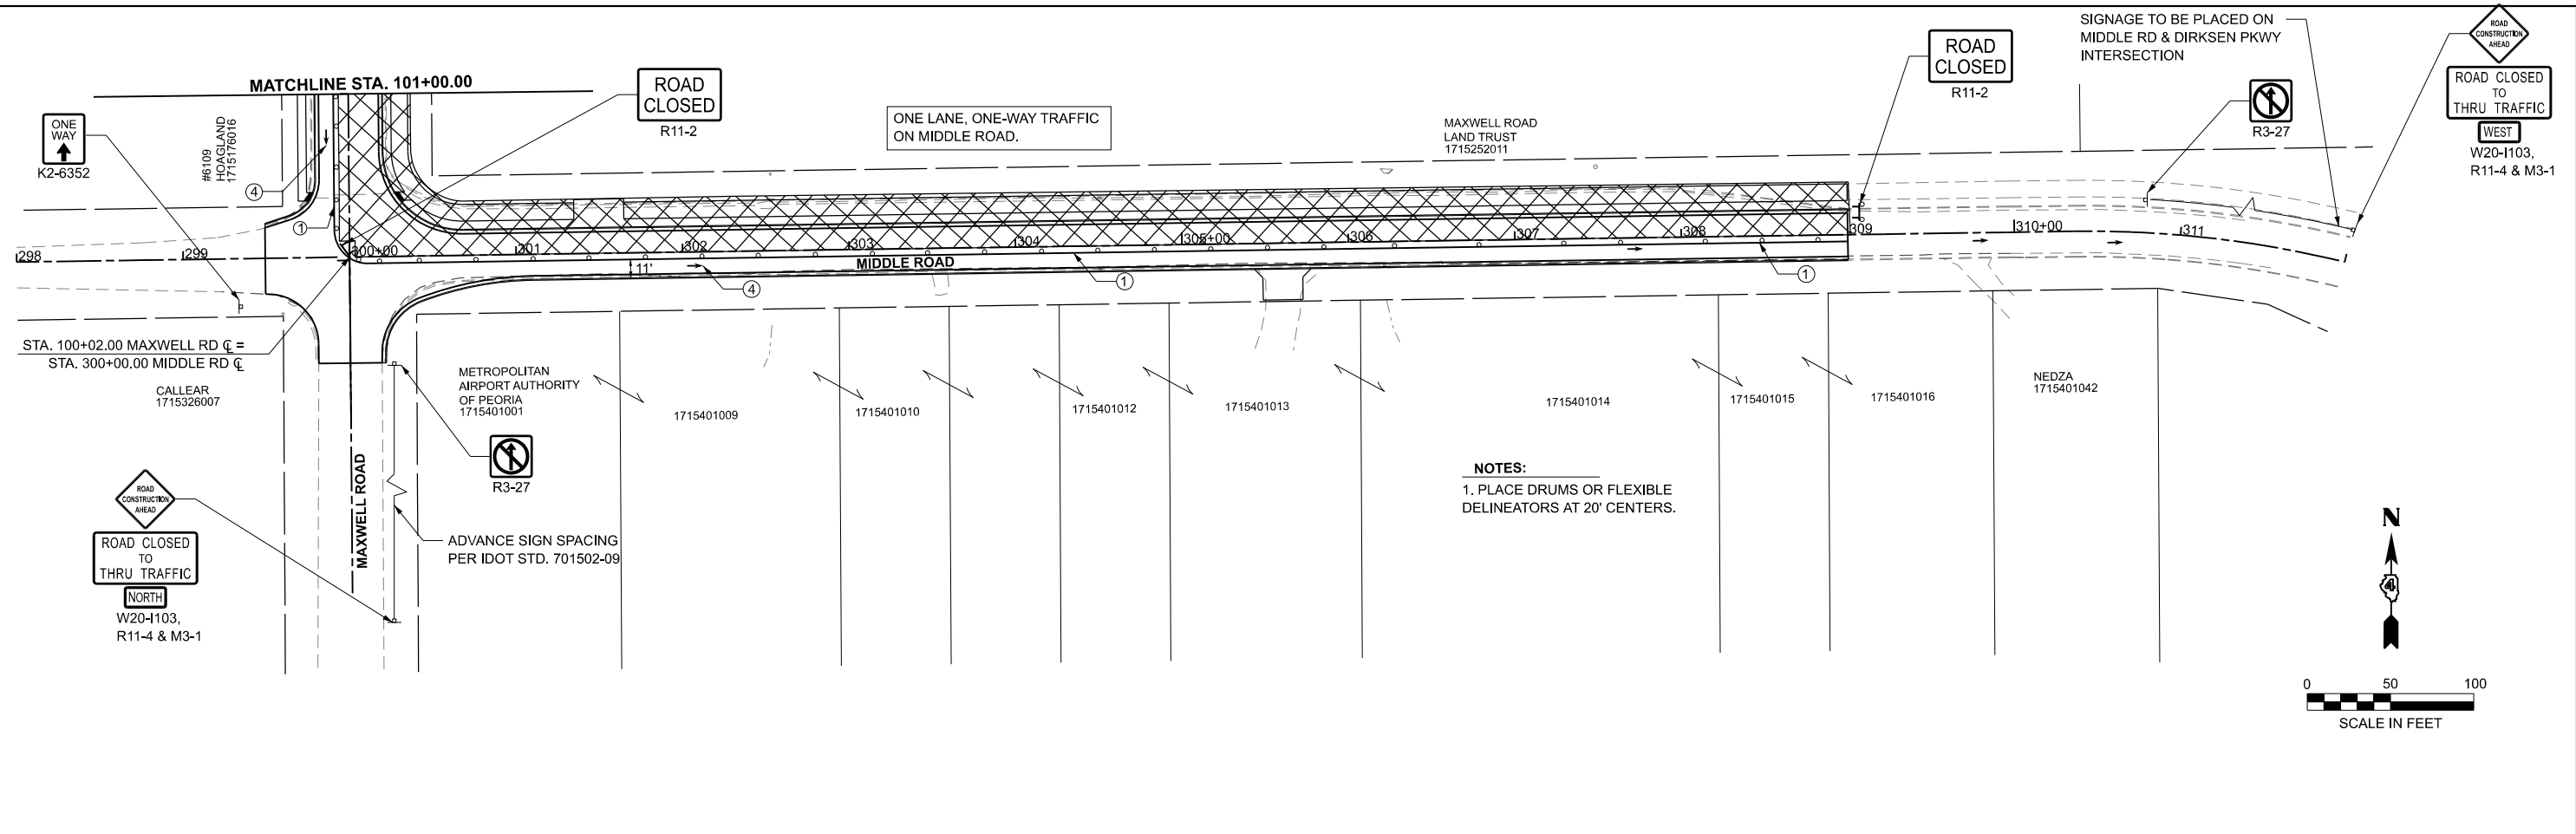 MATCHLINE STA. 101+00.00
ONE
WAY
K2-6352
#6109
HOAGLAND
1715176016
4
1
ROAD
CLOSED
R11-2
ONE LANE, ONE-WAY TRAFFIC
ON MIDDLE ROAD.
MAXWELL ROAD
LAND TRUST
1715252011
ROAD
CLOSED
R11-2
SIGNAGE TO BE PLACED ON
MIDDLE RD & DIRKSEN PKWY
INTERSECTION
R3-27
ROAD
CONSTRUCTION
AHEAD
ROAD CLOSED
TO
THRU TRAFFIC
WEST
W20-I103,
R11-4 & M3-1
298
299
300+00
301
302
303
304
305+00
306
307
308
309
310+00
311
11'
MIDDLE ROAD
4
1
1
STA. 100+02.00 MAXWELL RD ℄ =
STA. 300+00.00 MIDDLE RD ℄
CALLEAR
1715326007
METROPOLITAN
AIRPORT AUTHORITY
OF PEORIA
1715401001
1715401009
1715401010
1715401012
1715401013
1715401014
1715401015
1715401016
NEDZA
1715401042
R3-27
MAXWELL ROAD
ADVANCE SIGN SPACING
PER IDOT STD. 701502-09
ROAD
CONSTRUCTION
AHEAD
ROAD CLOSED
TO
THRU TRAFFIC
NORTH
W20-I103,
R11-4 & M3-1
NOTES:
1. PLACE DRUMS OR FLEXIBLE
DELINEATORS AT 20' CENTERS.
N
4
0 50 100
SCALE IN FEET